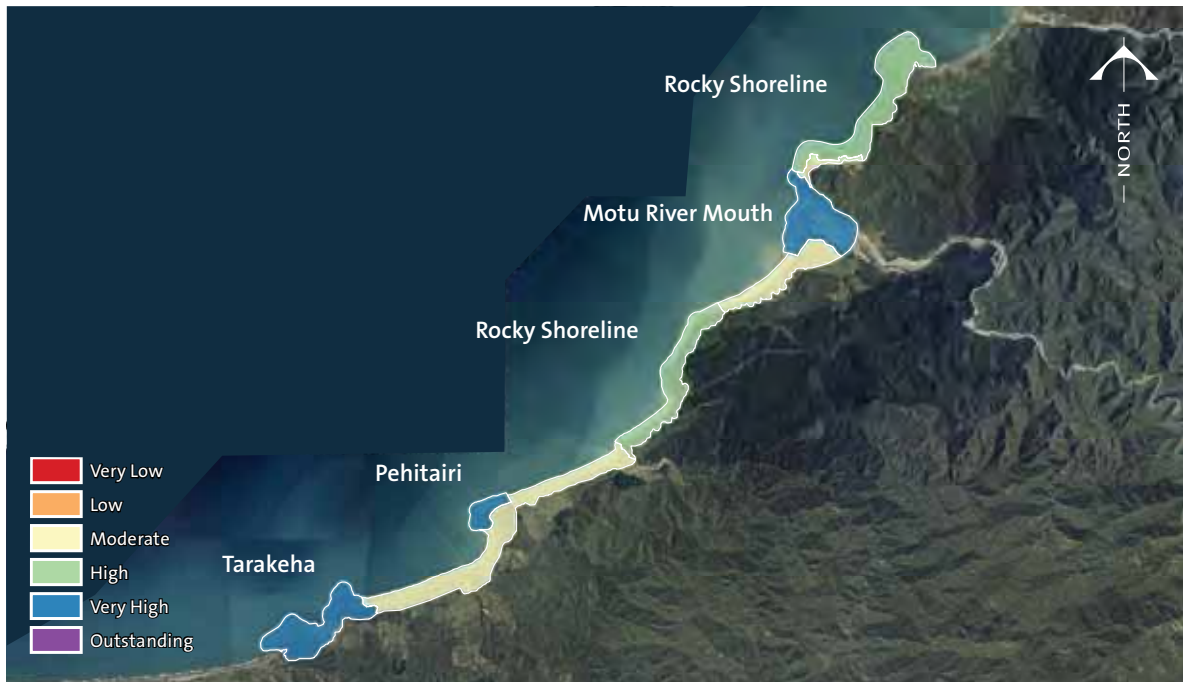 Rocky Shoreline
NORTH
Motu River Mouth
Rocky Shoreline
Pehitairi
Tarakeha
Very Low
Low
Moderate
High
Very High
Outstanding